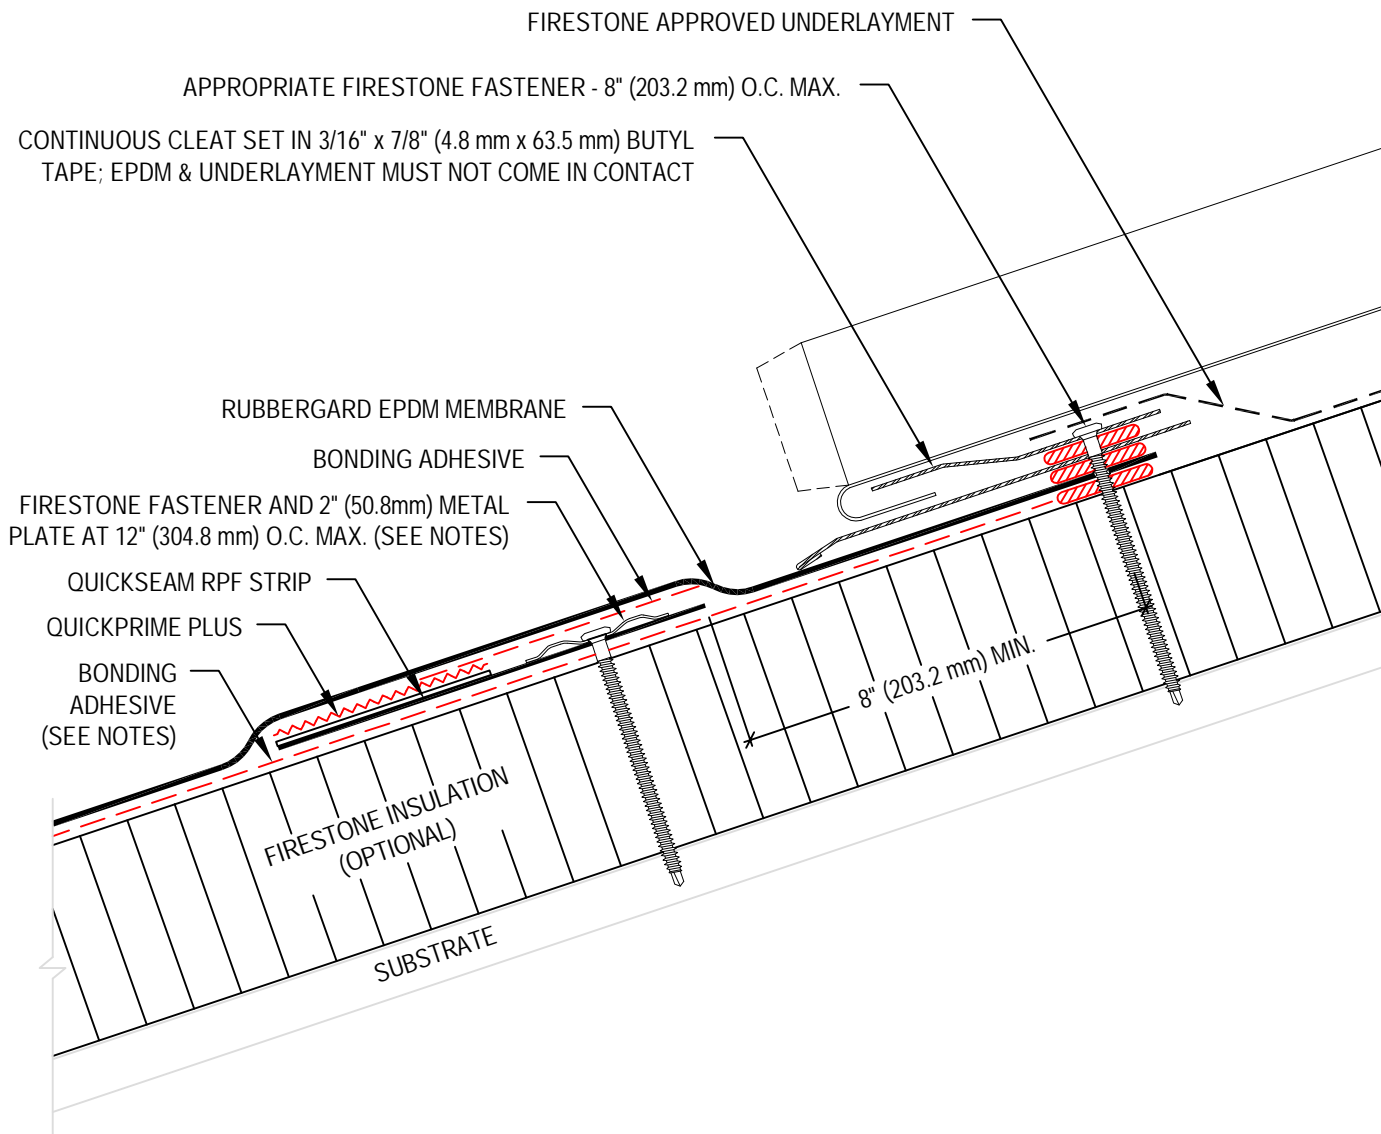 FIRESTONE APPROVED UNDERLAYMENT
APPROPRIATE FIRESTONE FASTENER - 8" (203.2 mm) O.C. MAX.
CONTINUOUS CLEAT SET IN 3/16" x 7/8" (4.8 mm x 63.5 mm) BUTYL
TAPE; EPDM & UNDERLAYMENT MUST NOT COME IN CONTACT
RUBBERGARD EPDM MEMBRANE
BONDING ADHESIVE
FIRESTONE FASTENER AND 2" (50.8mm) METAL
PLATE AT 12" (304.8 mm) O.C. MAX. (SEE NOTES)
QUICKSEAM RPF STRIP
QUICKPRIME PLUS
BONDING
ADHESIVE
(SEE NOTES)
8" (203.2 mm) MIN.
FIRESTONE INSULATION
(OPTIONAL)
SUBSTRATE